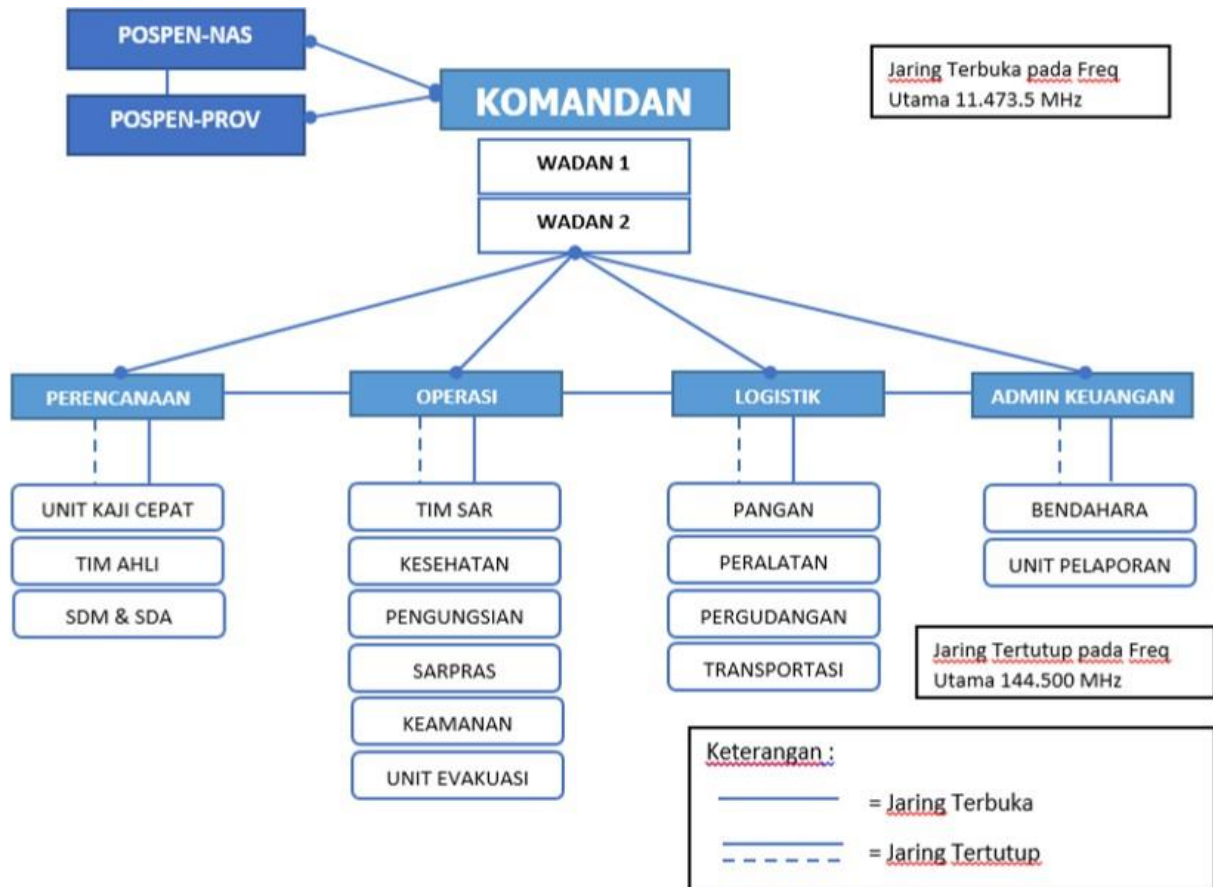 POSPEN-NAS
POSPEN-PROV
KOMANDAN
WADAN 1
WADAN 2
Jaring Terbuka pada Freq
Utama 11.473.5 MHz
PERENCANAAN
OPERASI
LOGISTIK
ADMIN KEUANGAN
UNIT KAJI CEPAT
TIM AHLI
SDM & SDA
TIM SAR
KESEHATAN
PENGUNGSIAN
SARPRAS
KEAMANAN
UNIT EVAKUASI
PANGAN
PERALATAN
PERGUDANGAN
TRANSPORTASI
BENDAHARA
UNIT PELAPORAN
Jaring Tertutup pada Freq
Utama 144.500 MHz
Keterangan :
= Jaring Terbuka
= Jaring Tertutup